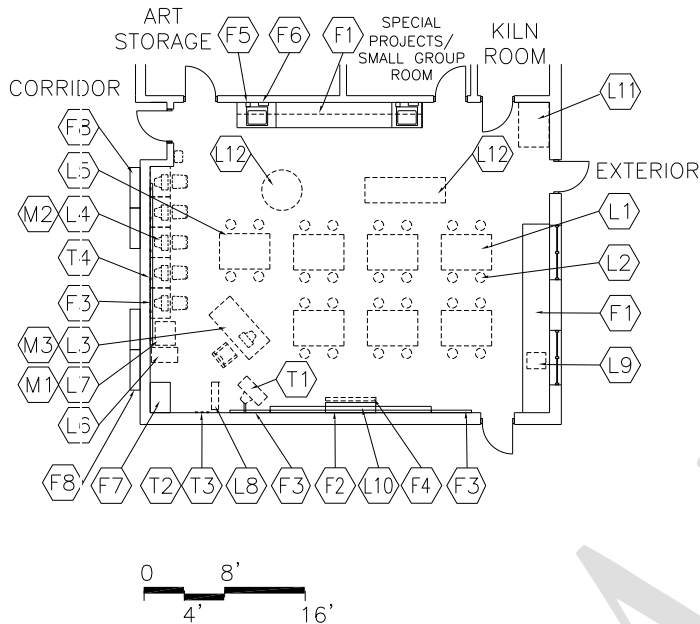 ART
STORAGE
F5
F6
F1
SPECIAL
PROJECTS/
SMALL GROUP
ROOM
KILN
ROOM
CORRIDOR
L11
F8
L5
L12
L12
EXTERIOR
M2
L4
L1
T4
L2
F3
F1
M3
L3
T1
M1
L7
L9
L6
F8
F7
T2
T3
L8
F3
F2
L10
F4
F3
0
8'
4'
16'